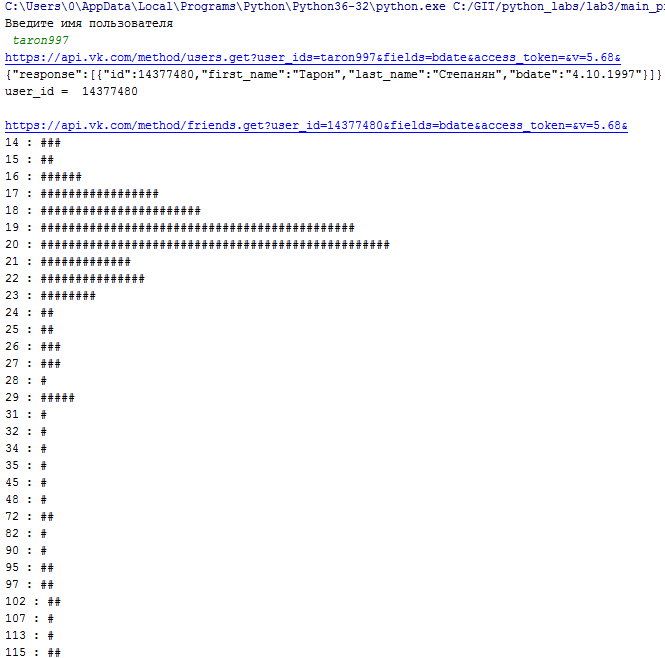 C:\Users\0\AppData\Local\Programs\Python\Python36-32\python.exe C:/GIT/python_labs/lab3/main_p
Введите имя пользователя
taron997
https://api.vk.com/method/users.get?user_ids=taron997&fields=bdate&access_token=&v=5.68&
{"response":[{"id":14377480,"first_name":"Тарон","last_name":"Степанян","bdate":"4.10.1997"}]}
user_id =  14377480
https://api.vk.com/method/friends.get?user_id=14377480&fields=bdate&access_token=&v=5.68&
14 : ###
15 : ##
16 : ######
17 : #################
18 : #######################
19 : #############################################
20 : ##################################################
21 : #############
22 : ###############
23 : ########
24 : ##
25 : ##
26 : ###
27 : ###
28 : #
29 : #####
31 : #
32 : #
34 : #
35 : #
45 : #
48 : #
72 : ##
82 : #
90 : #
95 : ##
97 : ##
102 : ##
107 : #
113 : #
115 : ##